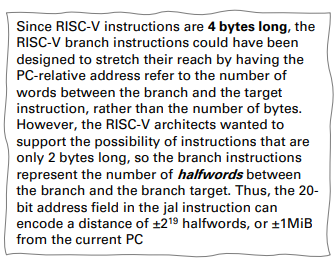 Since RISC-V instructions are 4 bytes long, the
RISC-V branch instructions could have been
designed to stretch their reach by having the
PC-relative address refer to the number of
words between the branch and the target
instruction, rather than the number of bytes.
However, the RISC-V architects wanted to
support the possibility of instructions that are
only 2 bytes long, so the branch instructions
represent the number of halfwords between
the branch and the branch target. Thus, the 20-
bit address field in the jal instruction can
encode a distance of ±2¹⁹ halfwords, or ±1MiB
from the current PC